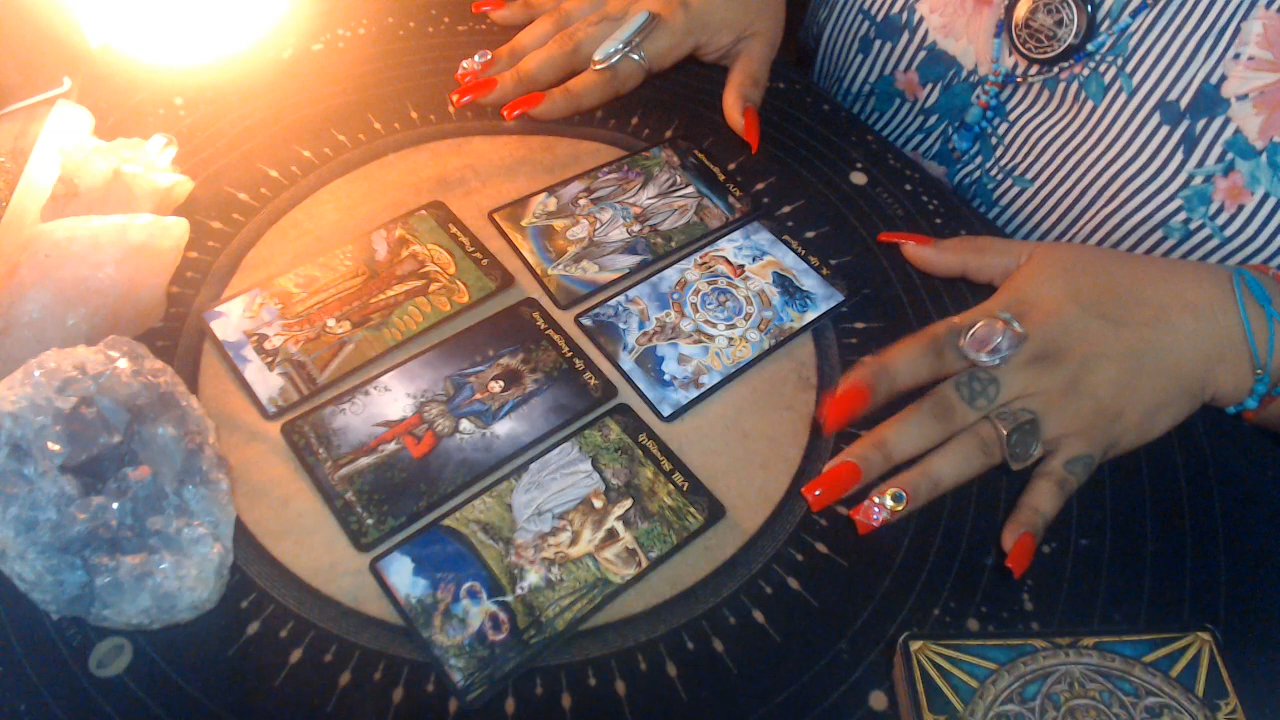 XIV Temperance
9 of Pentacles
X The Wheel
XII The Hanged Man
VIII Strength